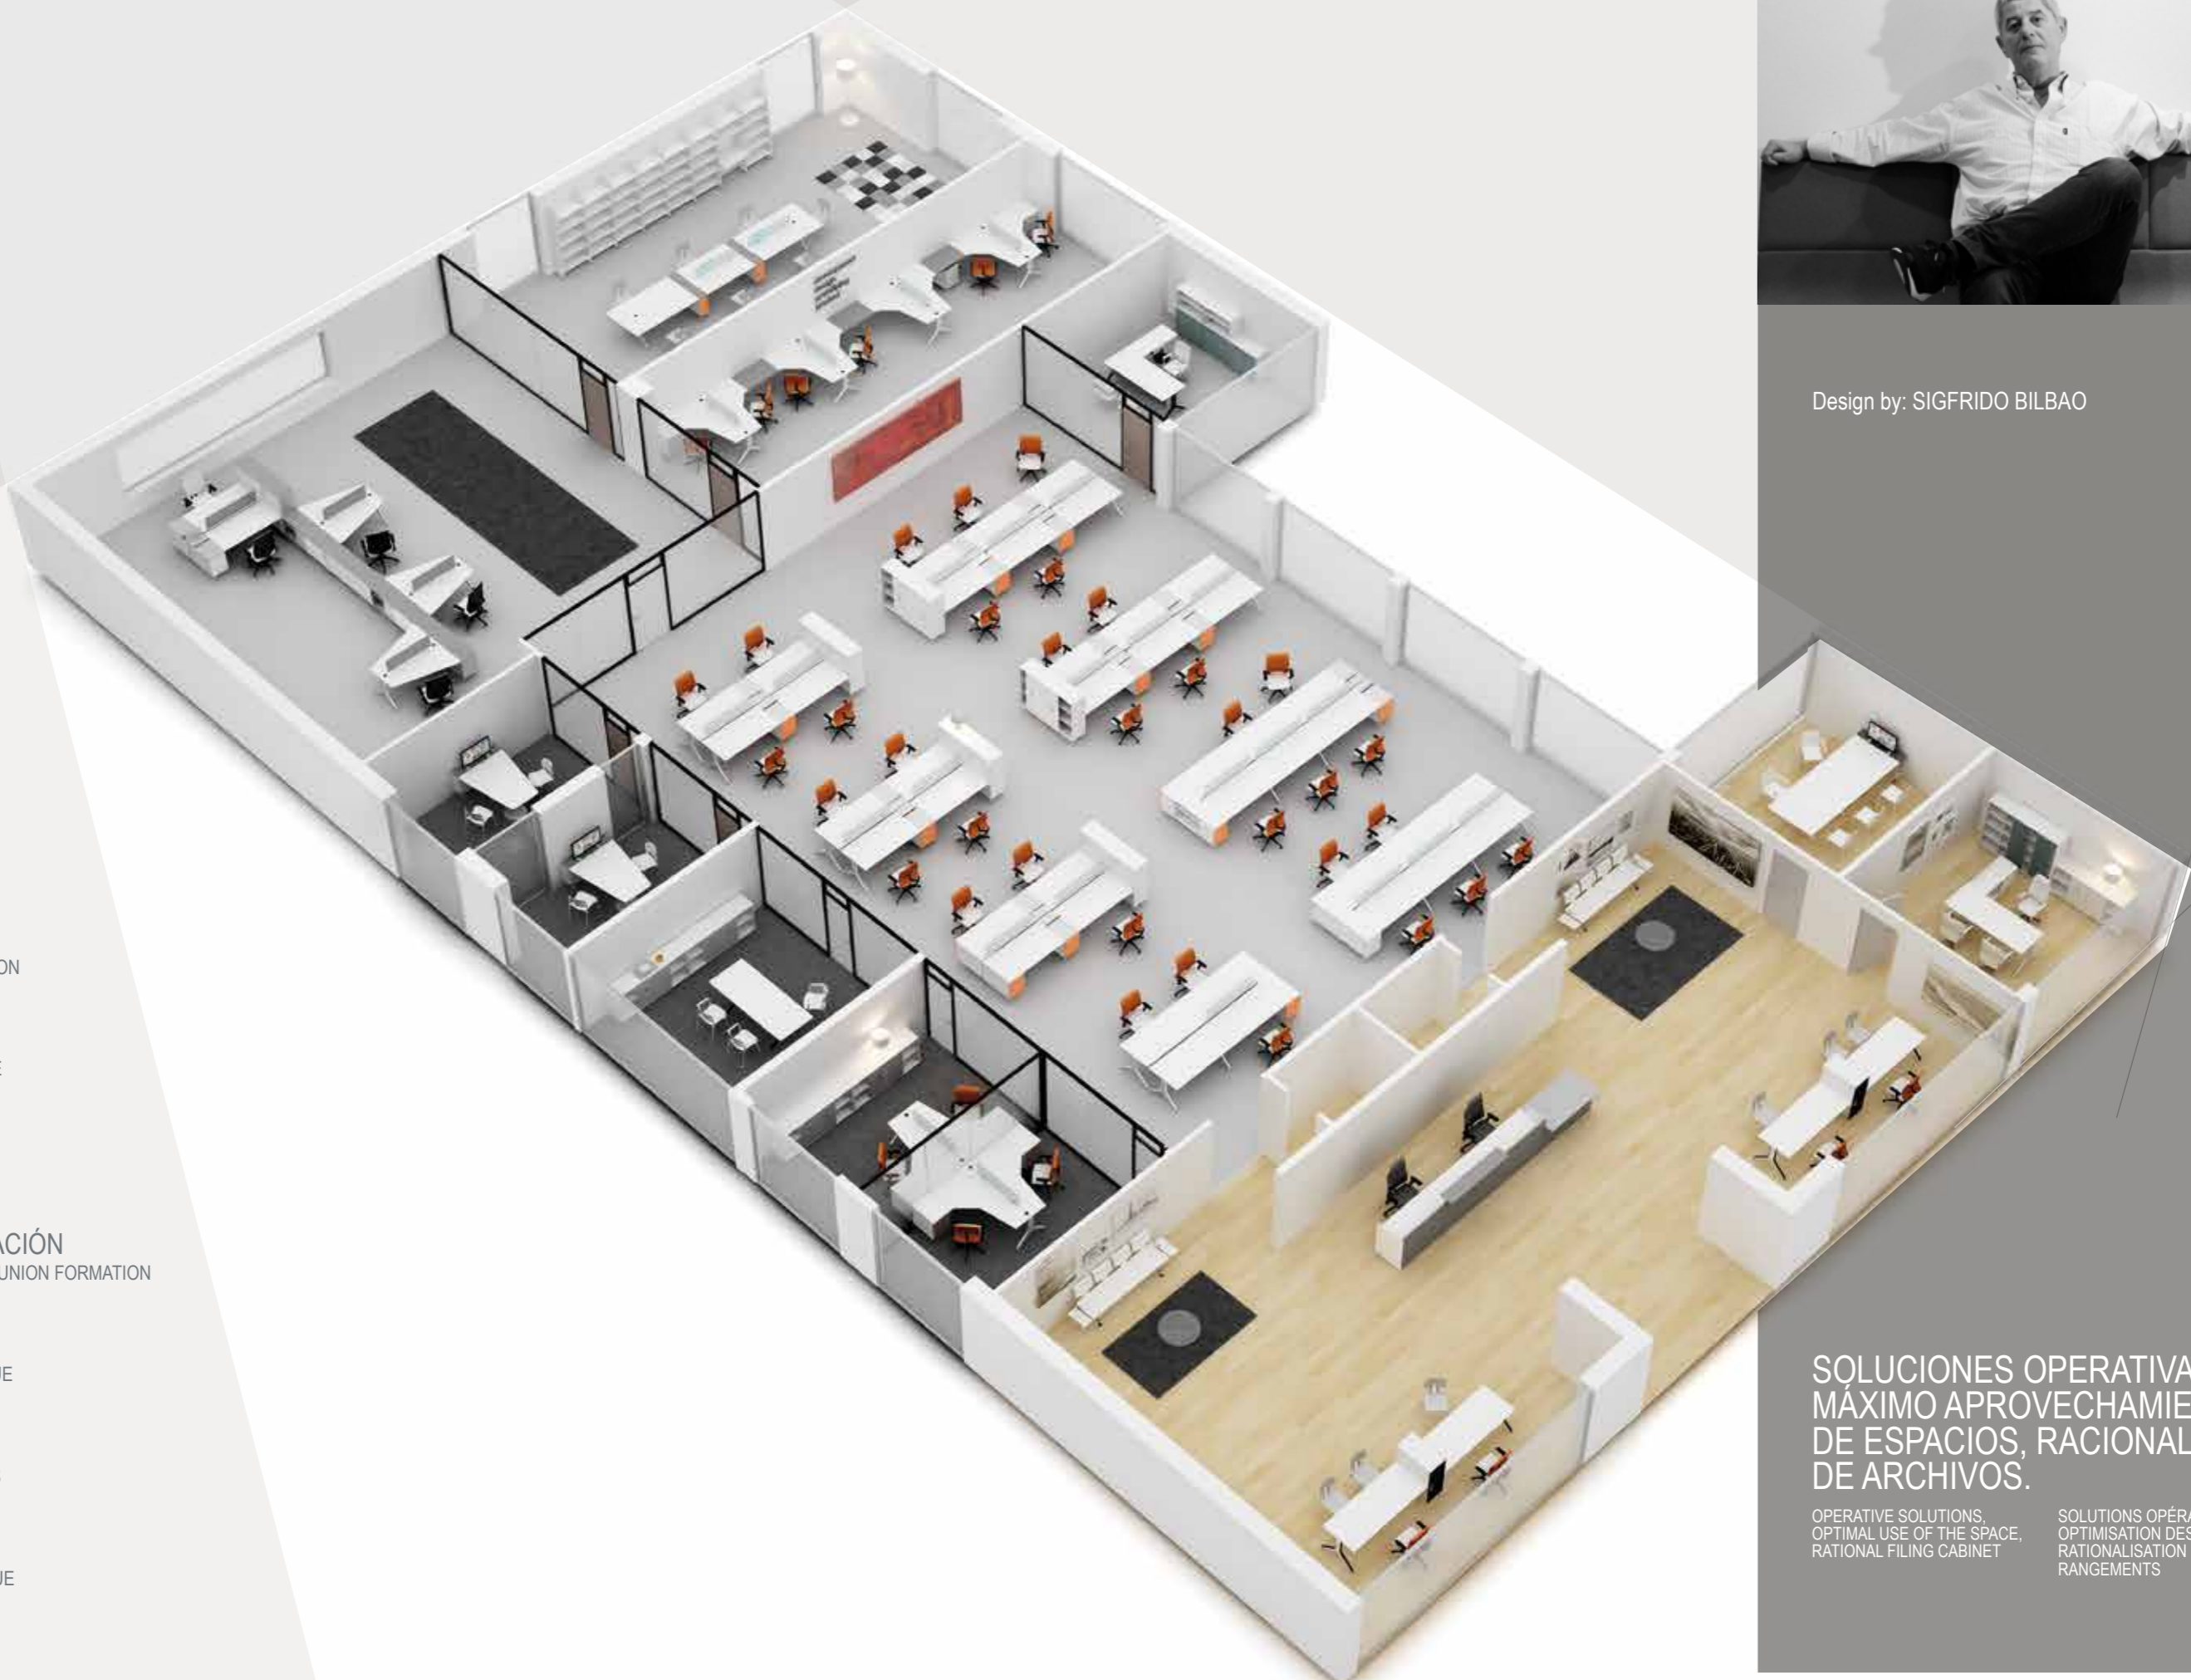 ON
E
ACIÓN
UNION FORMATION
UE
UE
Design by: SIGFRIDO BILBAO
SOLUCIONES OPERATIVA
MÁXIMO APROVECHAMIE
DE ESPACIOS, RACIONAL
DE ARCHIVOS.
OPERATIVE SOLUTIONS,
OPTIMAL USE OF THE SPACE,
RATIONAL FILING CABINET
SOLUTIONS OPÉRA
OPTIMISATION DES
RATIONALISATION
RANGEMENTS